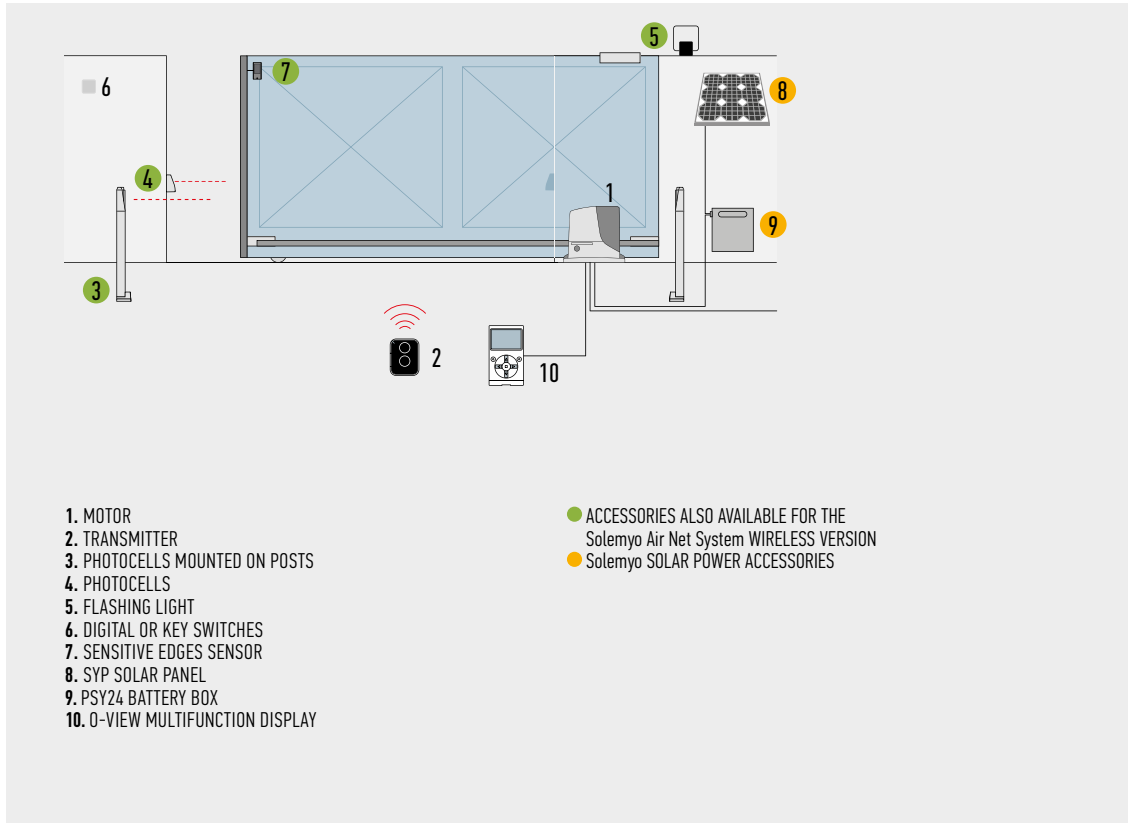 5
6
7
8
4
1
9
3
2
10
1. MOTOR
2. TRANSMITTER
3. PHOTOCELLS MOUNTED ON POSTS
4. PHOTOCELLS
5. FLASHING LIGHT
6. DIGITAL OR KEY SWITCHES
7. SENSITIVE EDGES SENSOR
8. SYP SOLAR PANEL
9. PSY24 BATTERY BOX
10. O-VIEW MULTIFUNCTION DISPLAY
ACCESSORIES ALSO AVAILABLE FOR THE
Solemyo Air Net System WIRELESS VERSION
Solemyo SOLAR POWER ACCESSORIES